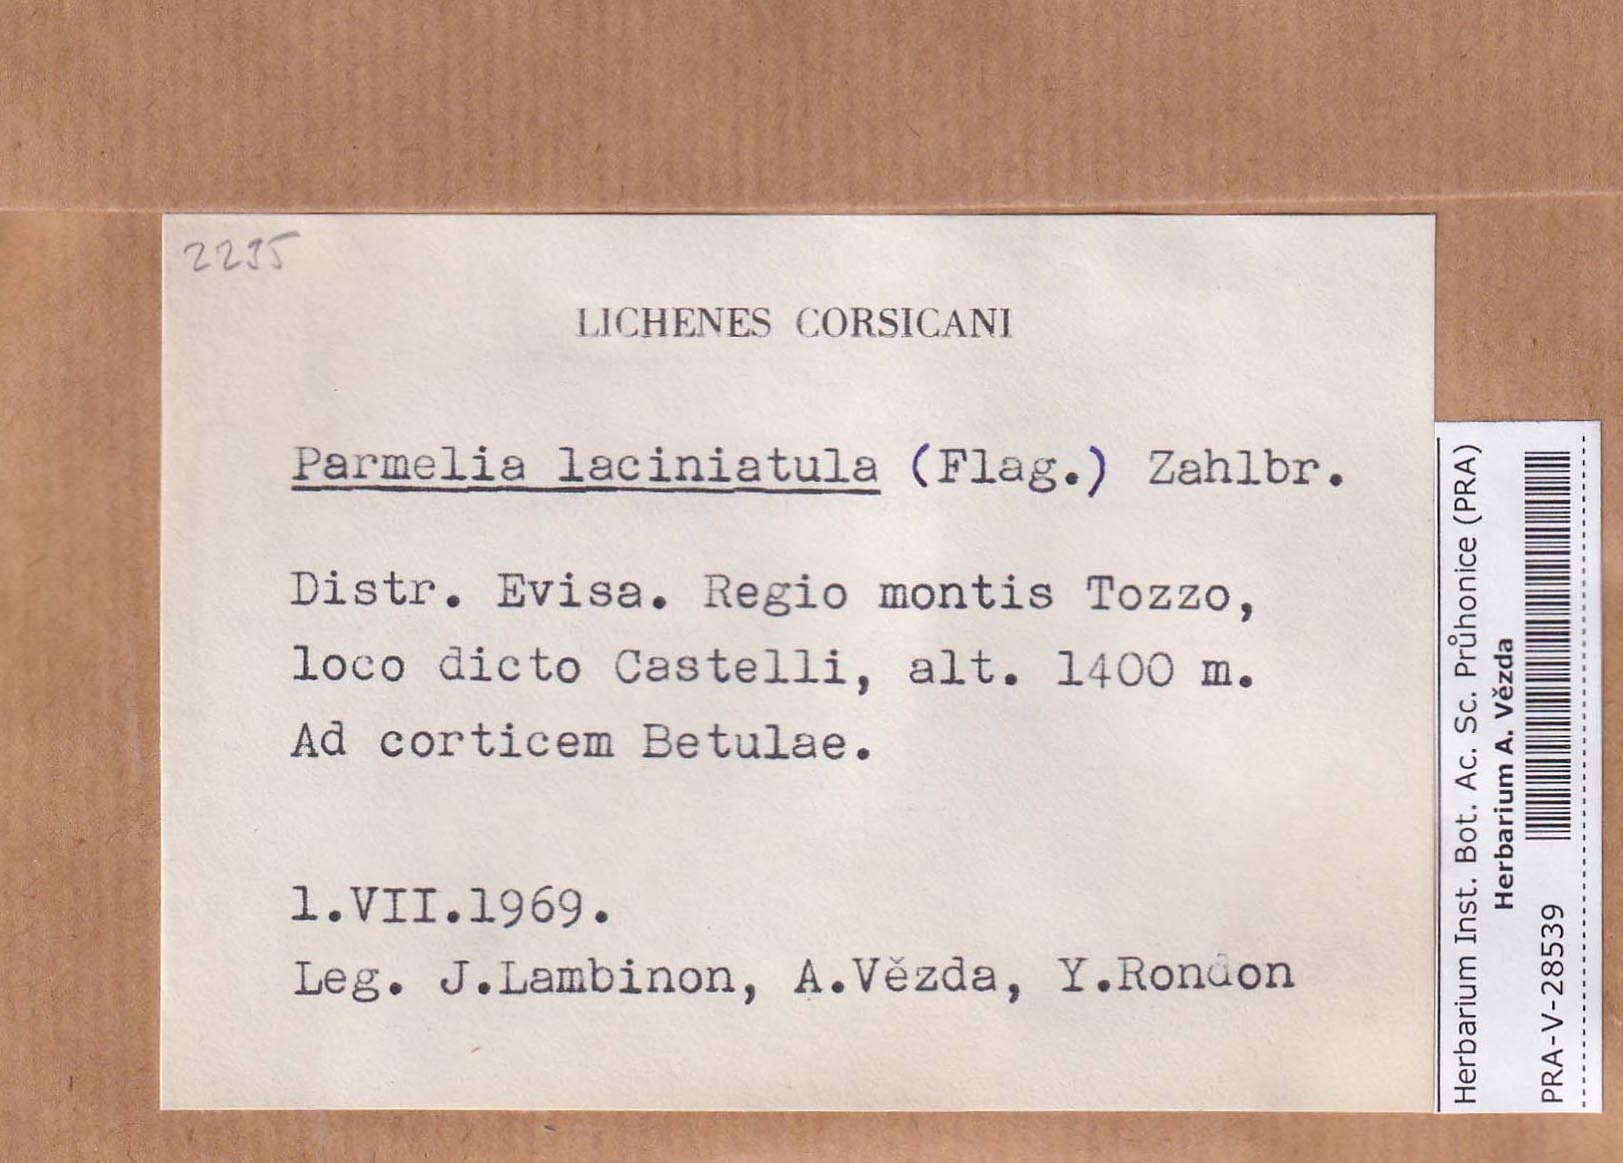 2295
LICHENES CORSICANI
Parmelia laciniatula (Flag.) Zahlbr.
Distr. Evisa. Regio montis Tozzo,
loco dicto Castelli, alt. 1400 m.
Ad corticem Betulae.
1.VII.1969.
Leg. J.Lambinon, A.Vězda, Y.Rondon
Herbarium Inst. Bot. Ac. Sc. Průhonice (PRA)
Herbarium A. Vězda
PRA-V-28539